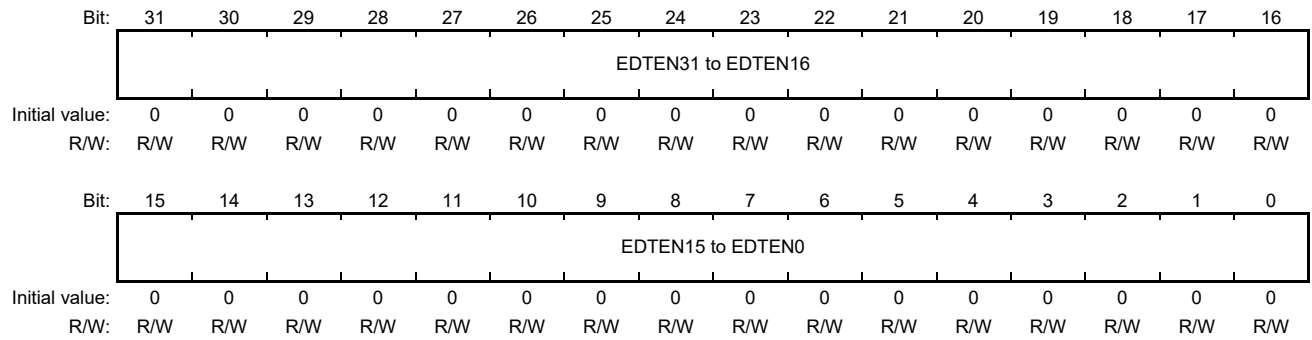 Bit: 31 30 29 28 27 26 25 24 23 22 21 20 19 18 17 16
EDTEN31 to EDTEN16
Initial value: 0 0 0 0 0 0 0 0 0 0 0 0 0 0 0 0
R/W: R/W R/W R/W R/W R/W R/W R/W R/W R/W R/W R/W R/W R/W R/W R/W R/W
Bit: 15 14 13 12 11 10 9 8 7 6 5 4 3 2 1 0
EDTEN15 to EDTEN0
Initial value: 0 0 0 0 0 0 0 0 0 0 0 0 0 0 0 0
R/W: R/W R/W R/W R/W R/W R/W R/W R/W R/W R/W R/W R/W R/W R/W R/W R/W